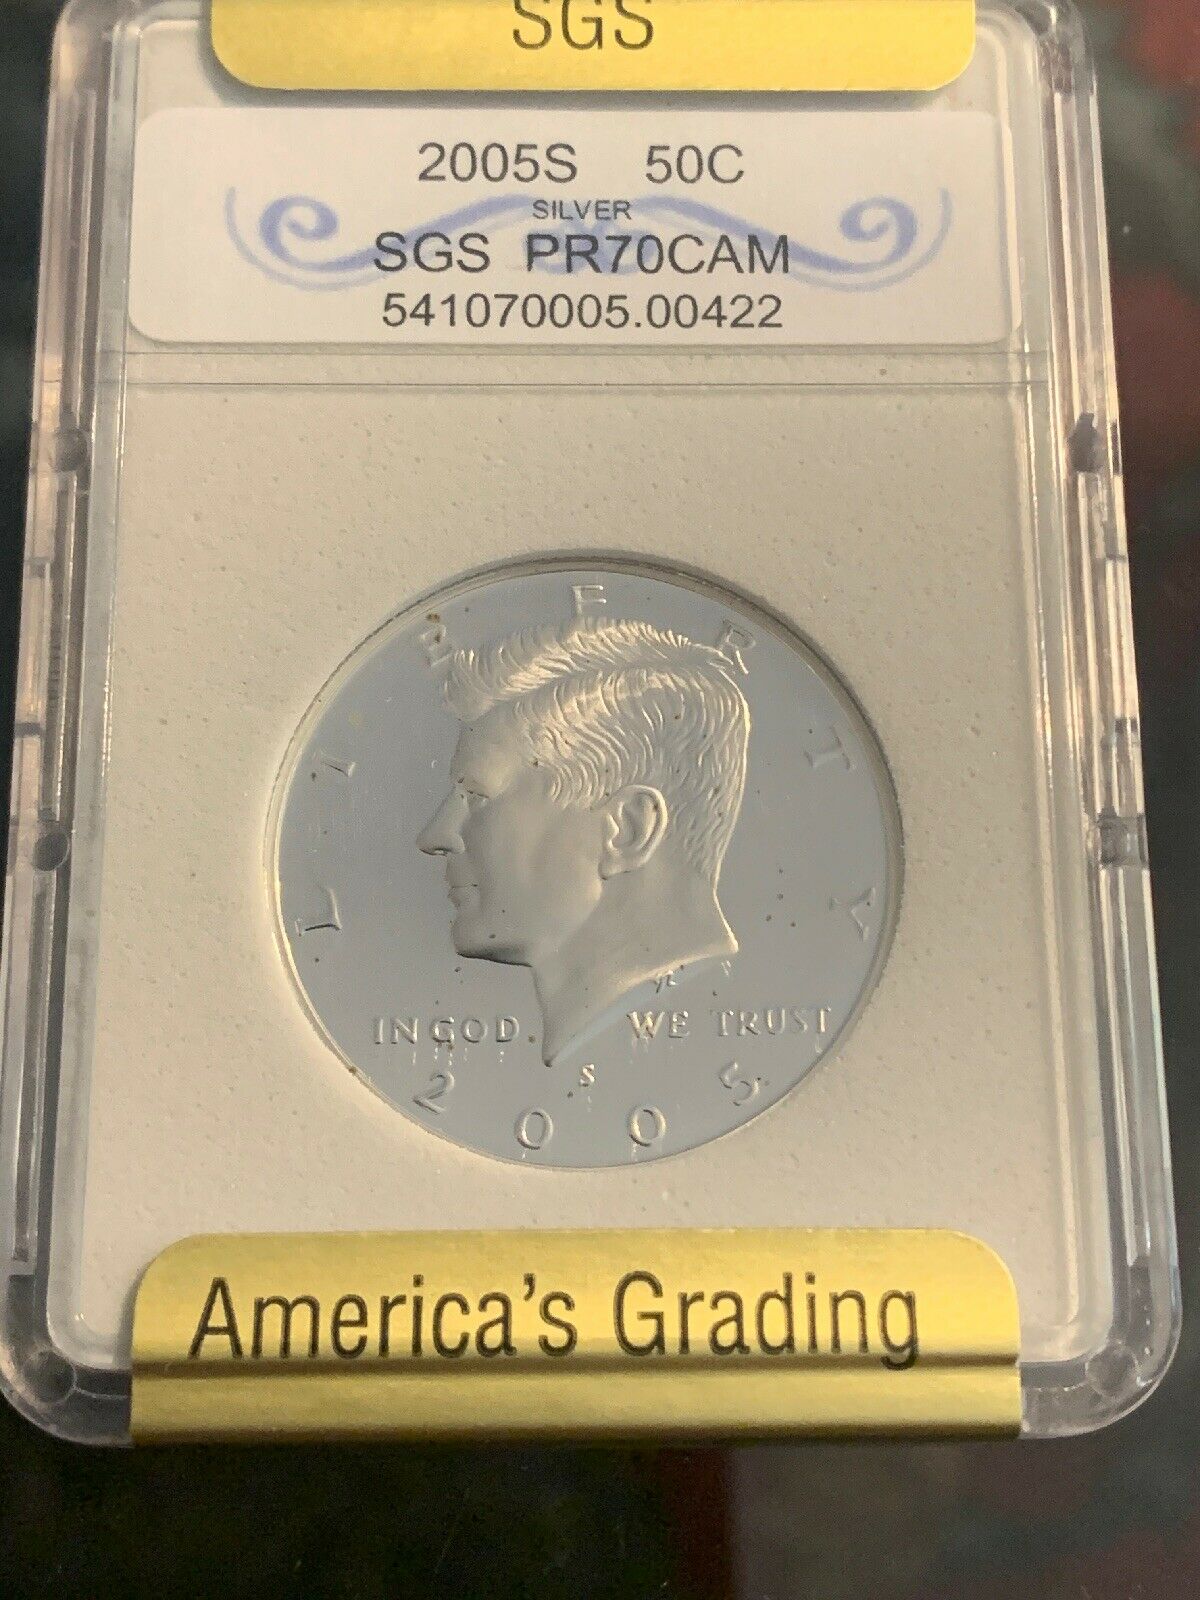 SGS
2005S 50C
SILVER
SGS PR70CAM
541070005.00422
LIBERTY
IN GOD WE TRUST
S
2005
America's Grading